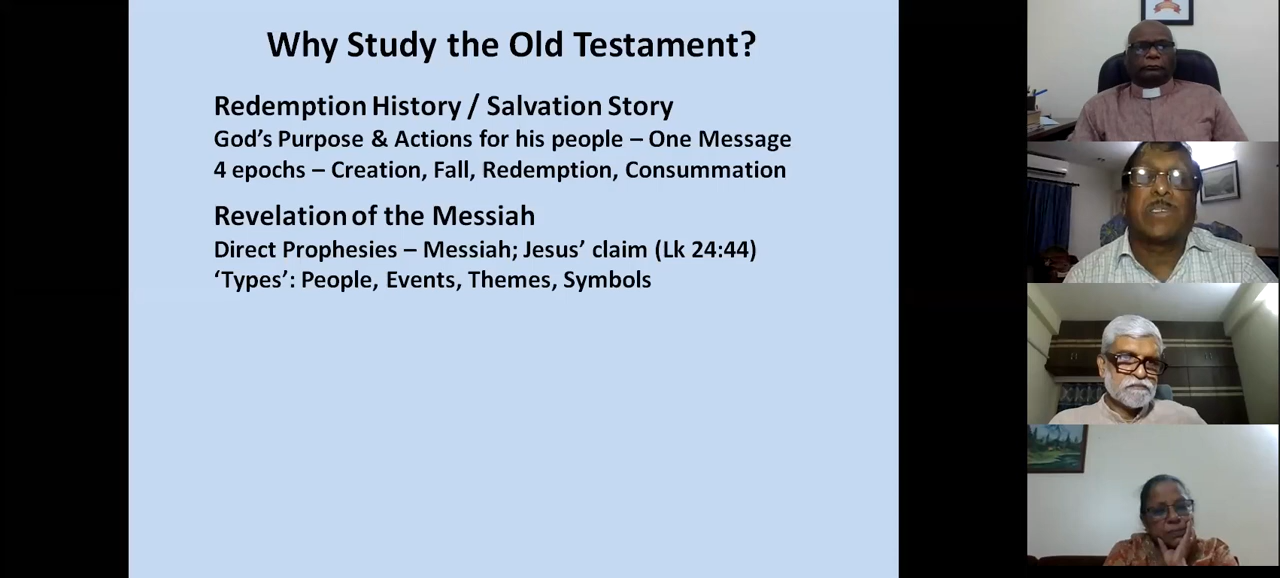 Why Study the Old Testament?
Redemption History / Salvation Story
God's Purpose & Actions for his people – One Message
4 epochs – Creation, Fall, Redemption, Consummation
Revelation of the Messiah
Direct Prophesies – Messiah; Jesus' claim (Lk 24:44)
‘Types’: People, Events, Themes, Symbols